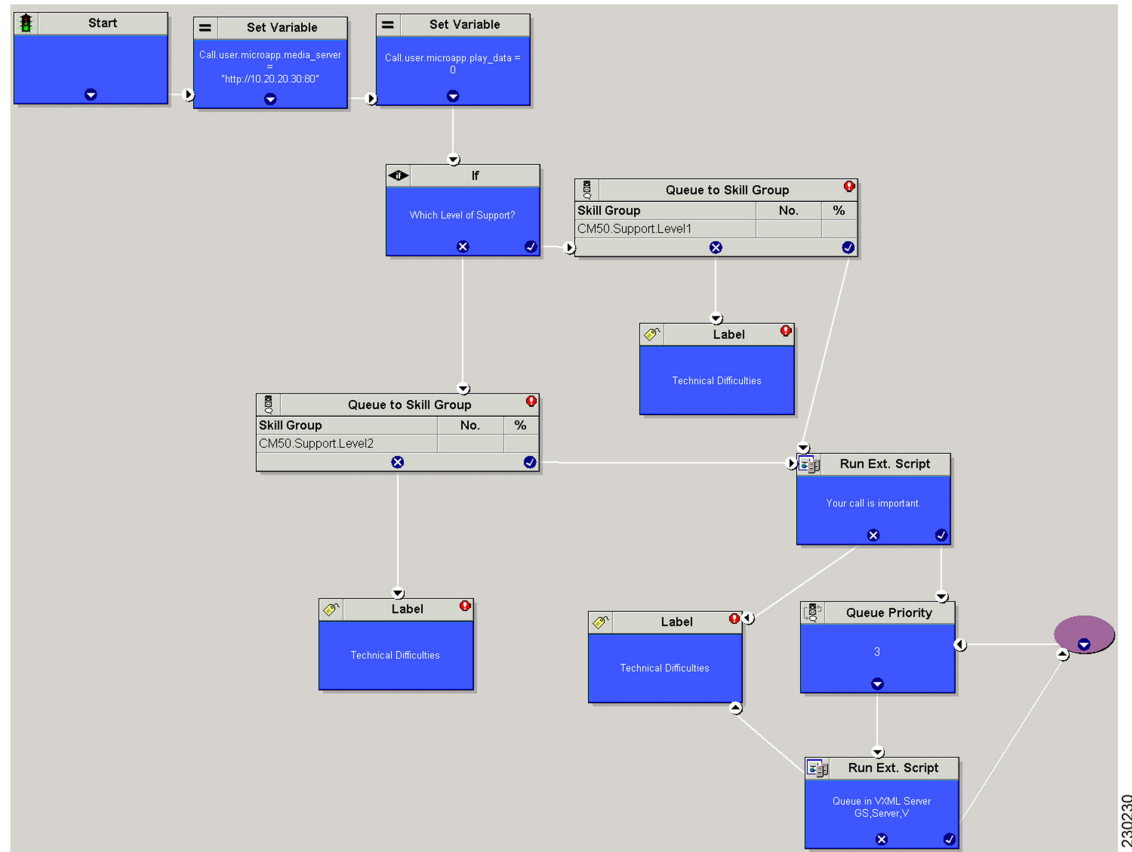 Start
= Set Variable
Call.user.microapp.media_server
=
"http://10.20.20.30:80"
= Set Variable
Call.user.microapp.play_data =
0
if If
Which Level of Support?
Queue to Skill Group
Skill Group No. %
CM50.Support.Level1
Label
Technical Difficulties
Queue to Skill Group
Skill Group No. %
CM50.Support.Level2
Run Ext. Script
Your call is important.
Label
Technical Difficulties
Label
Technical Difficulties
Queue Priority
3
Run Ext. Script
Queue in VXML Server
GS,Server,V
230230